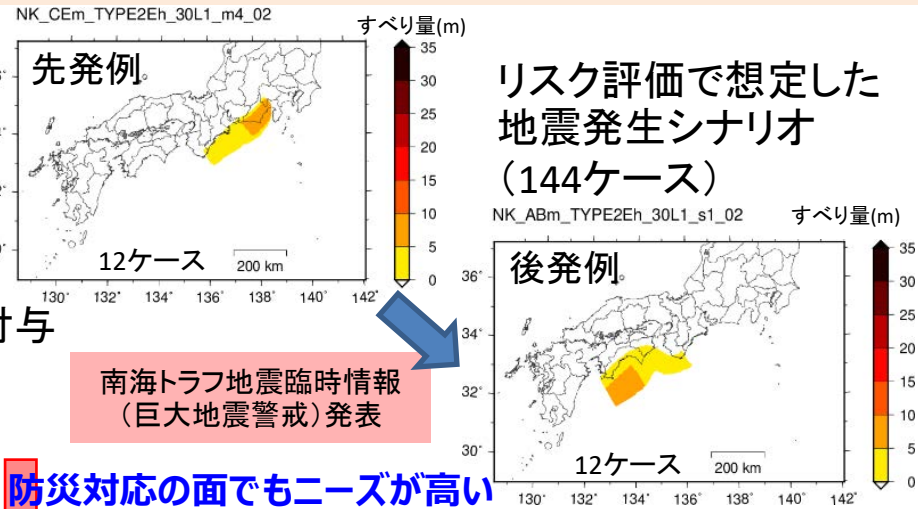 NK_CEm_TYPE2Eh_30L1_m4_02
すべり量(m)
先発例
35
30
25
20
15
10
5
0
12ケース
200 km
130° 132° 134° 136° 138° 140° 142°
リスク評価で想定した
地震発生シナリオ
（144ケース）
付与
南海トラフ地震臨時情報
（巨大地震警戒）発表
NK_ABm_TYPE2Eh_30L1_s1_02
すべり量(m)
後発例
36°
34°
32°
30°
35
30
25
20
15
10
5
0
12ケース
200 km
130° 132° 134° 136° 138° 140° 142°
防災対応の面でもニーズが高い